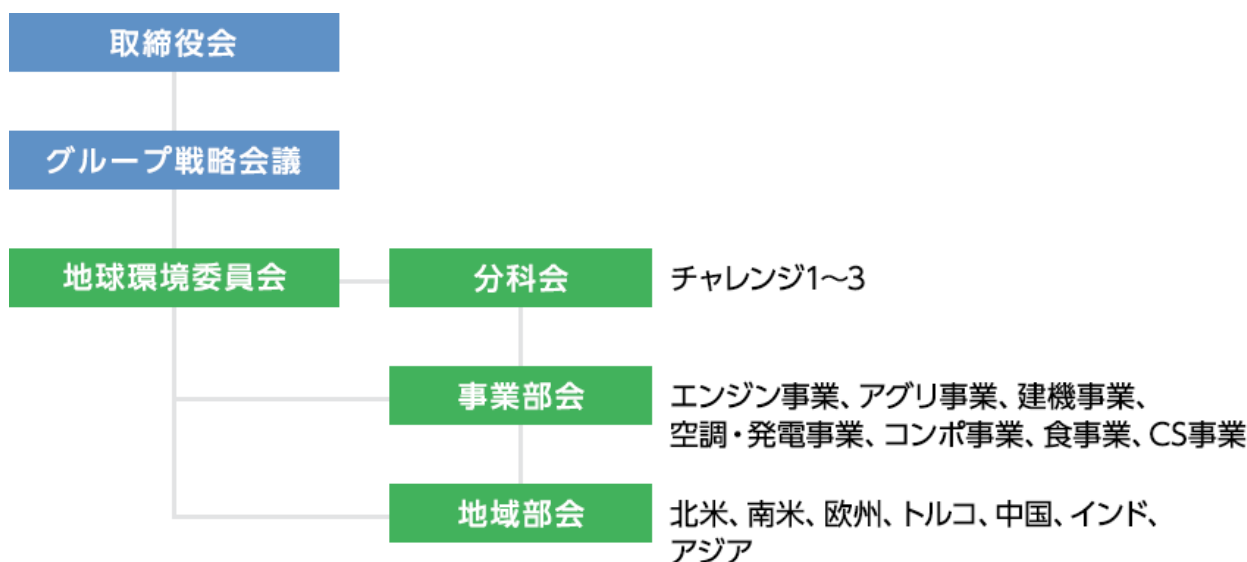 取締役会
グループ戦略会議
地球環境委員会
分科会
チャレンジ1〜3
事業部会
エンジン事業、アグリ事業、建機事業、
空調・発電事業、コンポ事業、食事業、CS事業
地域部会
北米、南米、欧州、トルコ、中国、インド、
アジア